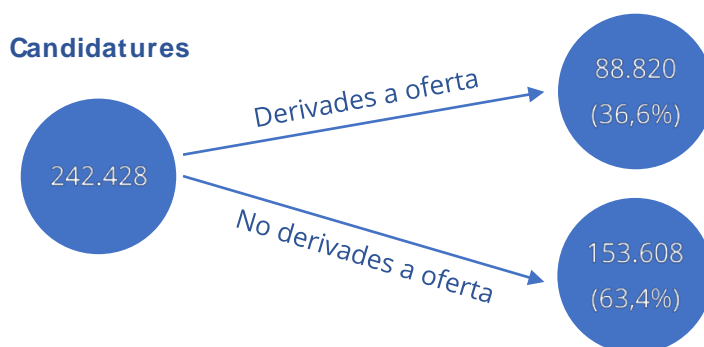 Candidatures
242.428
Derivades a oferta
88.820
(36,6%)
No derivades a oferta
153.608
(63,4%)